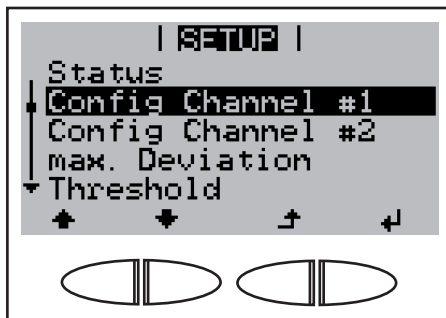 | SETUP |
Status
Config Channel #1
Config Channel #2
max. Deviation
Threshold